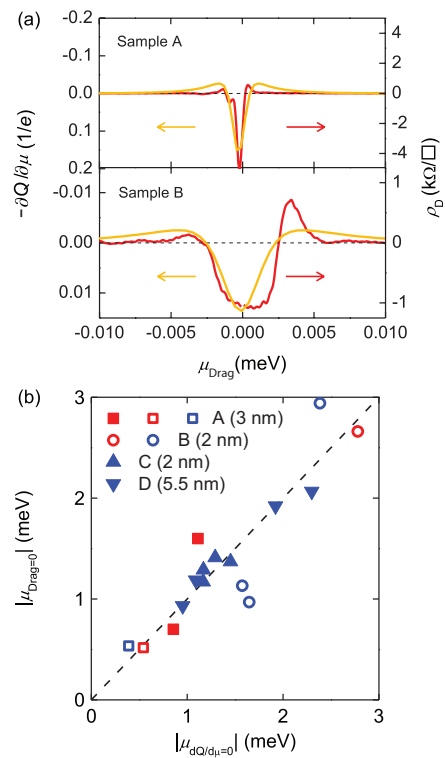 (a)
-0.2
-0.1
0.0
0.1
0.2
-∂Q/∂μ (1/e)
Sample A
4
2
0
-2
-4
ρD (kΩ/□)
-0.01
0.00
0.01
Sample B
1
0
-1
-0.010 -0.005 0.000 0.005 0.010
μDrag(meV)
(b)
3
2
1
0
|μDrag=0| (meV)
A (3 nm)
B (2 nm)
C (2 nm)
D (5.5 nm)
0 1 2 3
|μdQ/dμ=0| (meV)